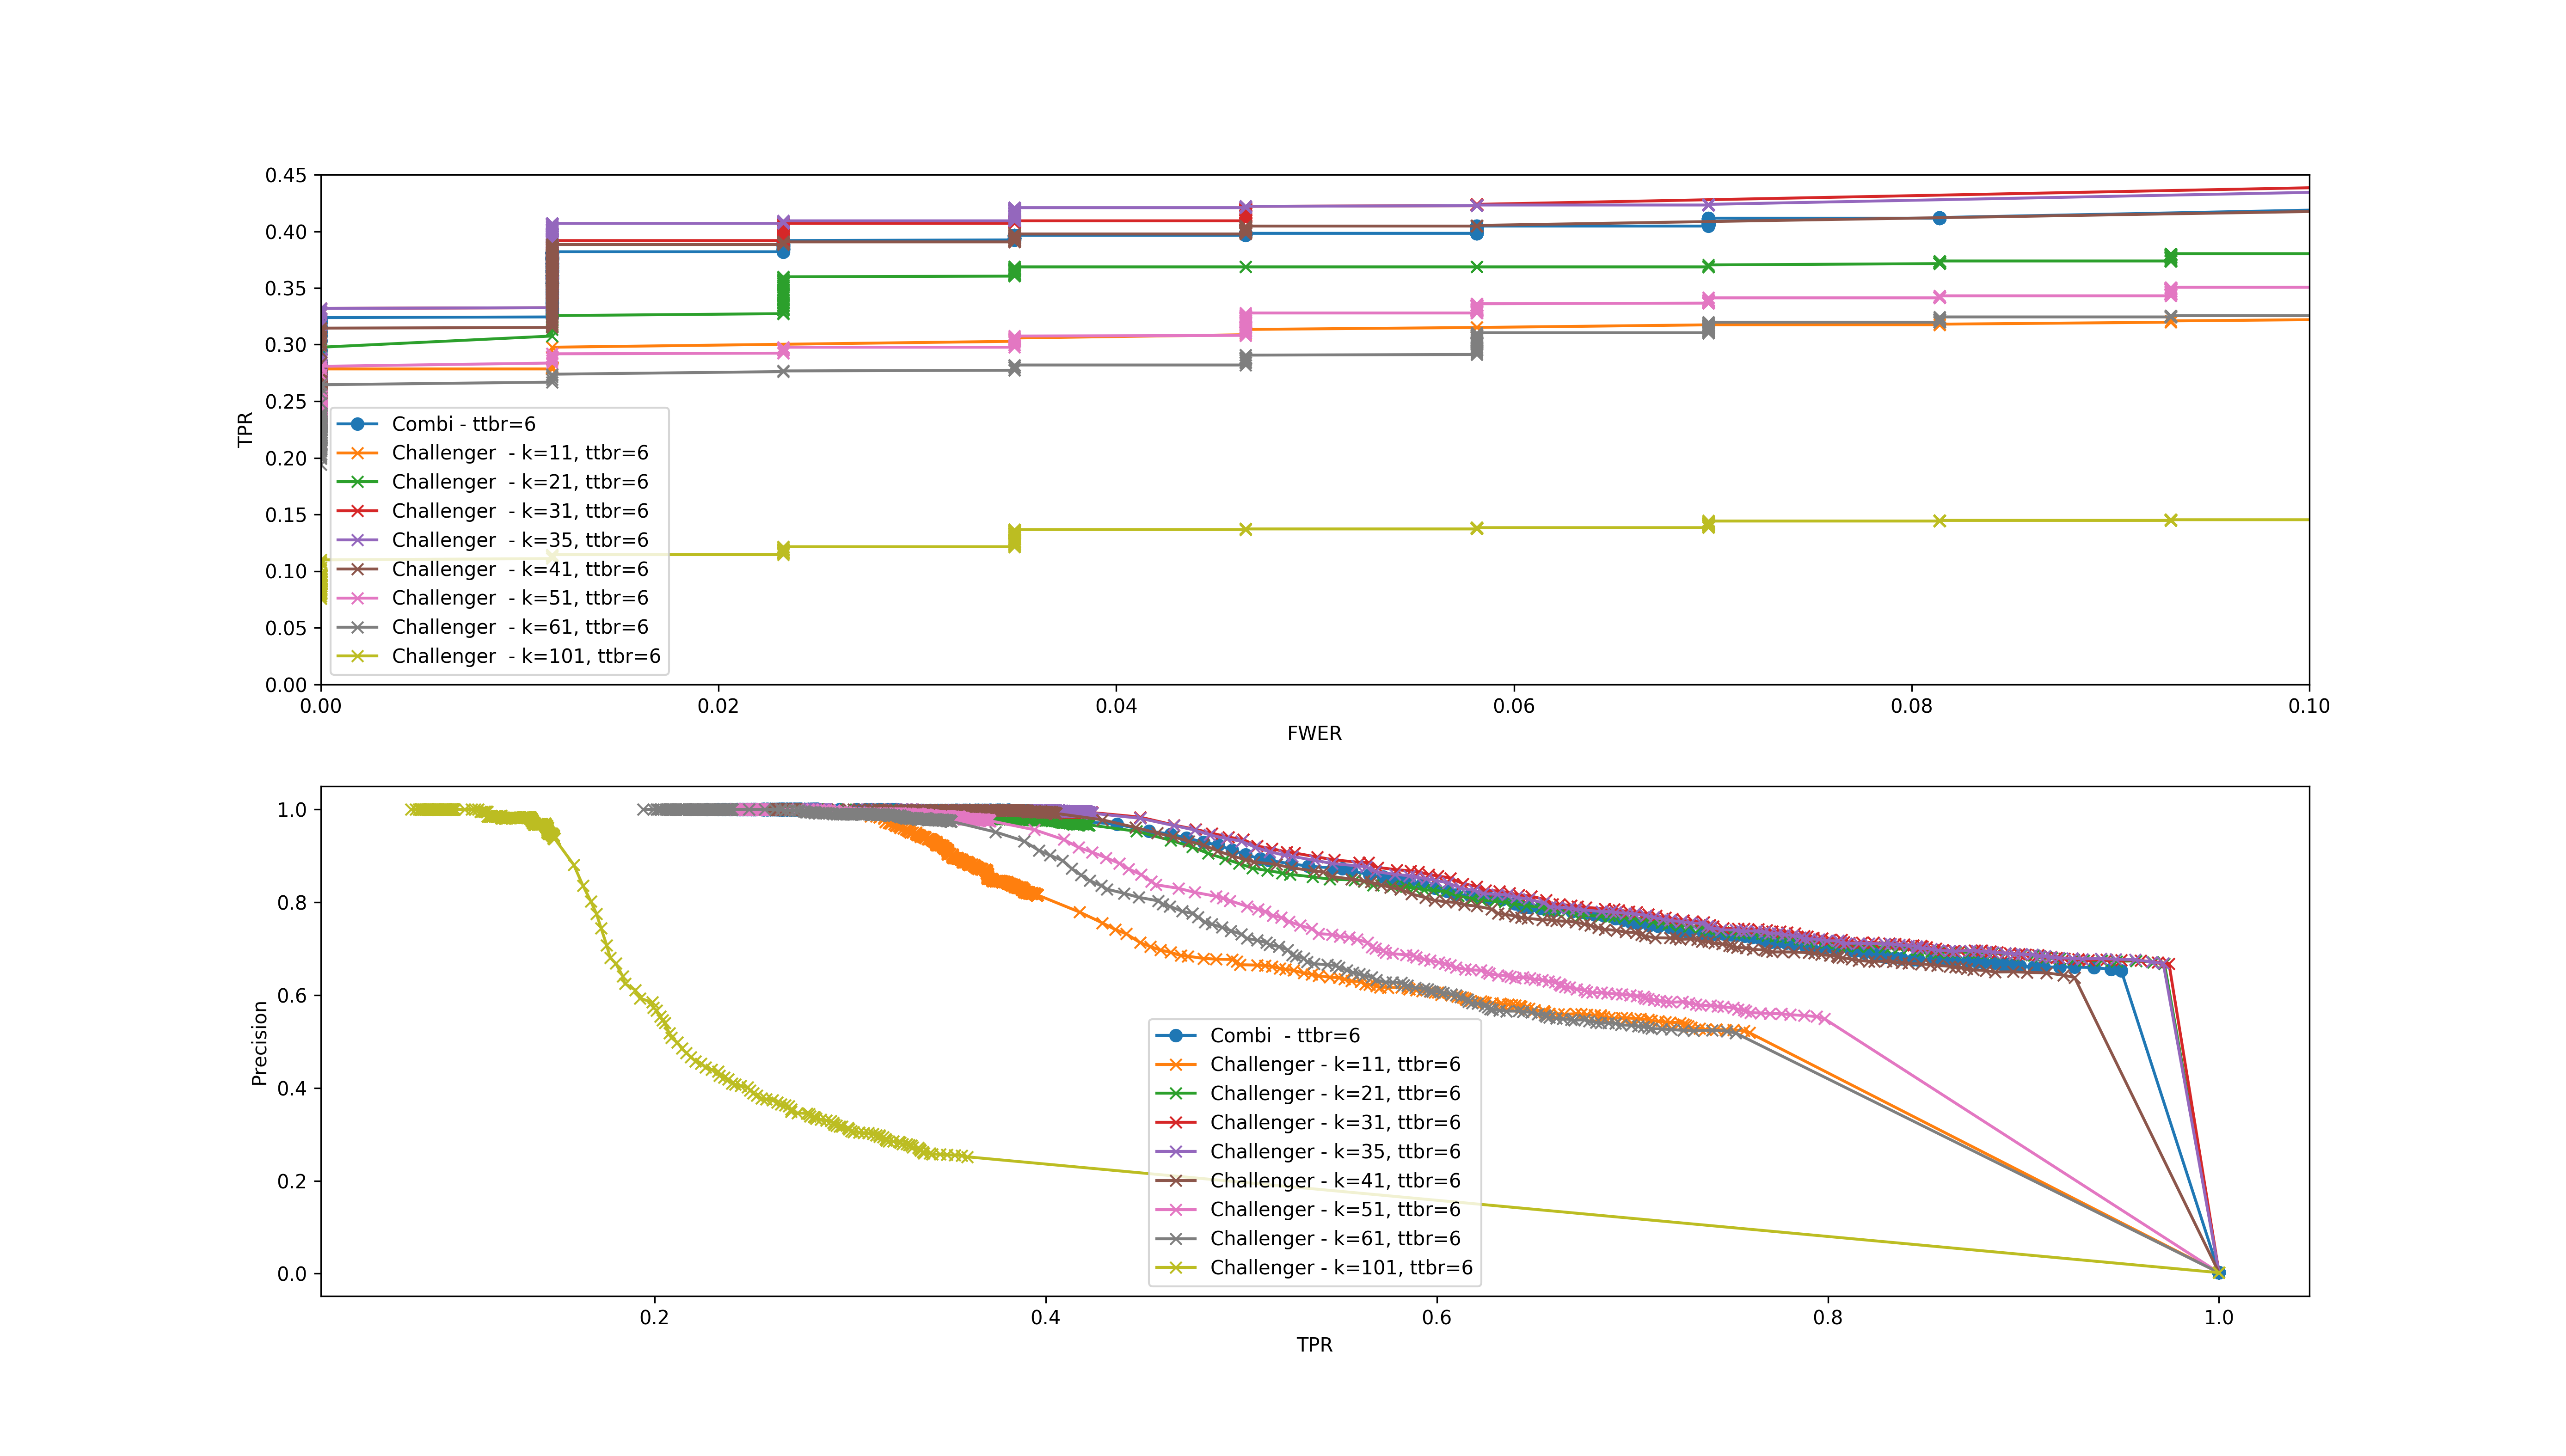 0.45
0.40
0.35
0.30
0.25
0.20
0.15
0.10
0.05
0.00
TPR
Combi - ttbr=6
Challenger  - k=11, ttbr=6
Challenger  - k=21, ttbr=6
Challenger  - k=31, ttbr=6
Challenger  - k=35, ttbr=6
Challenger  - k=41, ttbr=6
Challenger  - k=51, ttbr=6
Challenger  - k=61, ttbr=6
Challenger  - k=101, ttbr=6
0.00 0.02 0.04 0.06 0.08 0.10
FWER
1.0
0.8
0.6
0.4
0.2
0.0
Precision
Combi  - ttbr=6
Challenger - k=11, ttbr=6
Challenger - k=21, ttbr=6
Challenger - k=31, ttbr=6
Challenger - k=35, ttbr=6
Challenger - k=41, ttbr=6
Challenger - k=51, ttbr=6
Challenger - k=61, ttbr=6
Challenger - k=101, ttbr=6
0.2 0.4 0.6 0.8 1.0
TPR